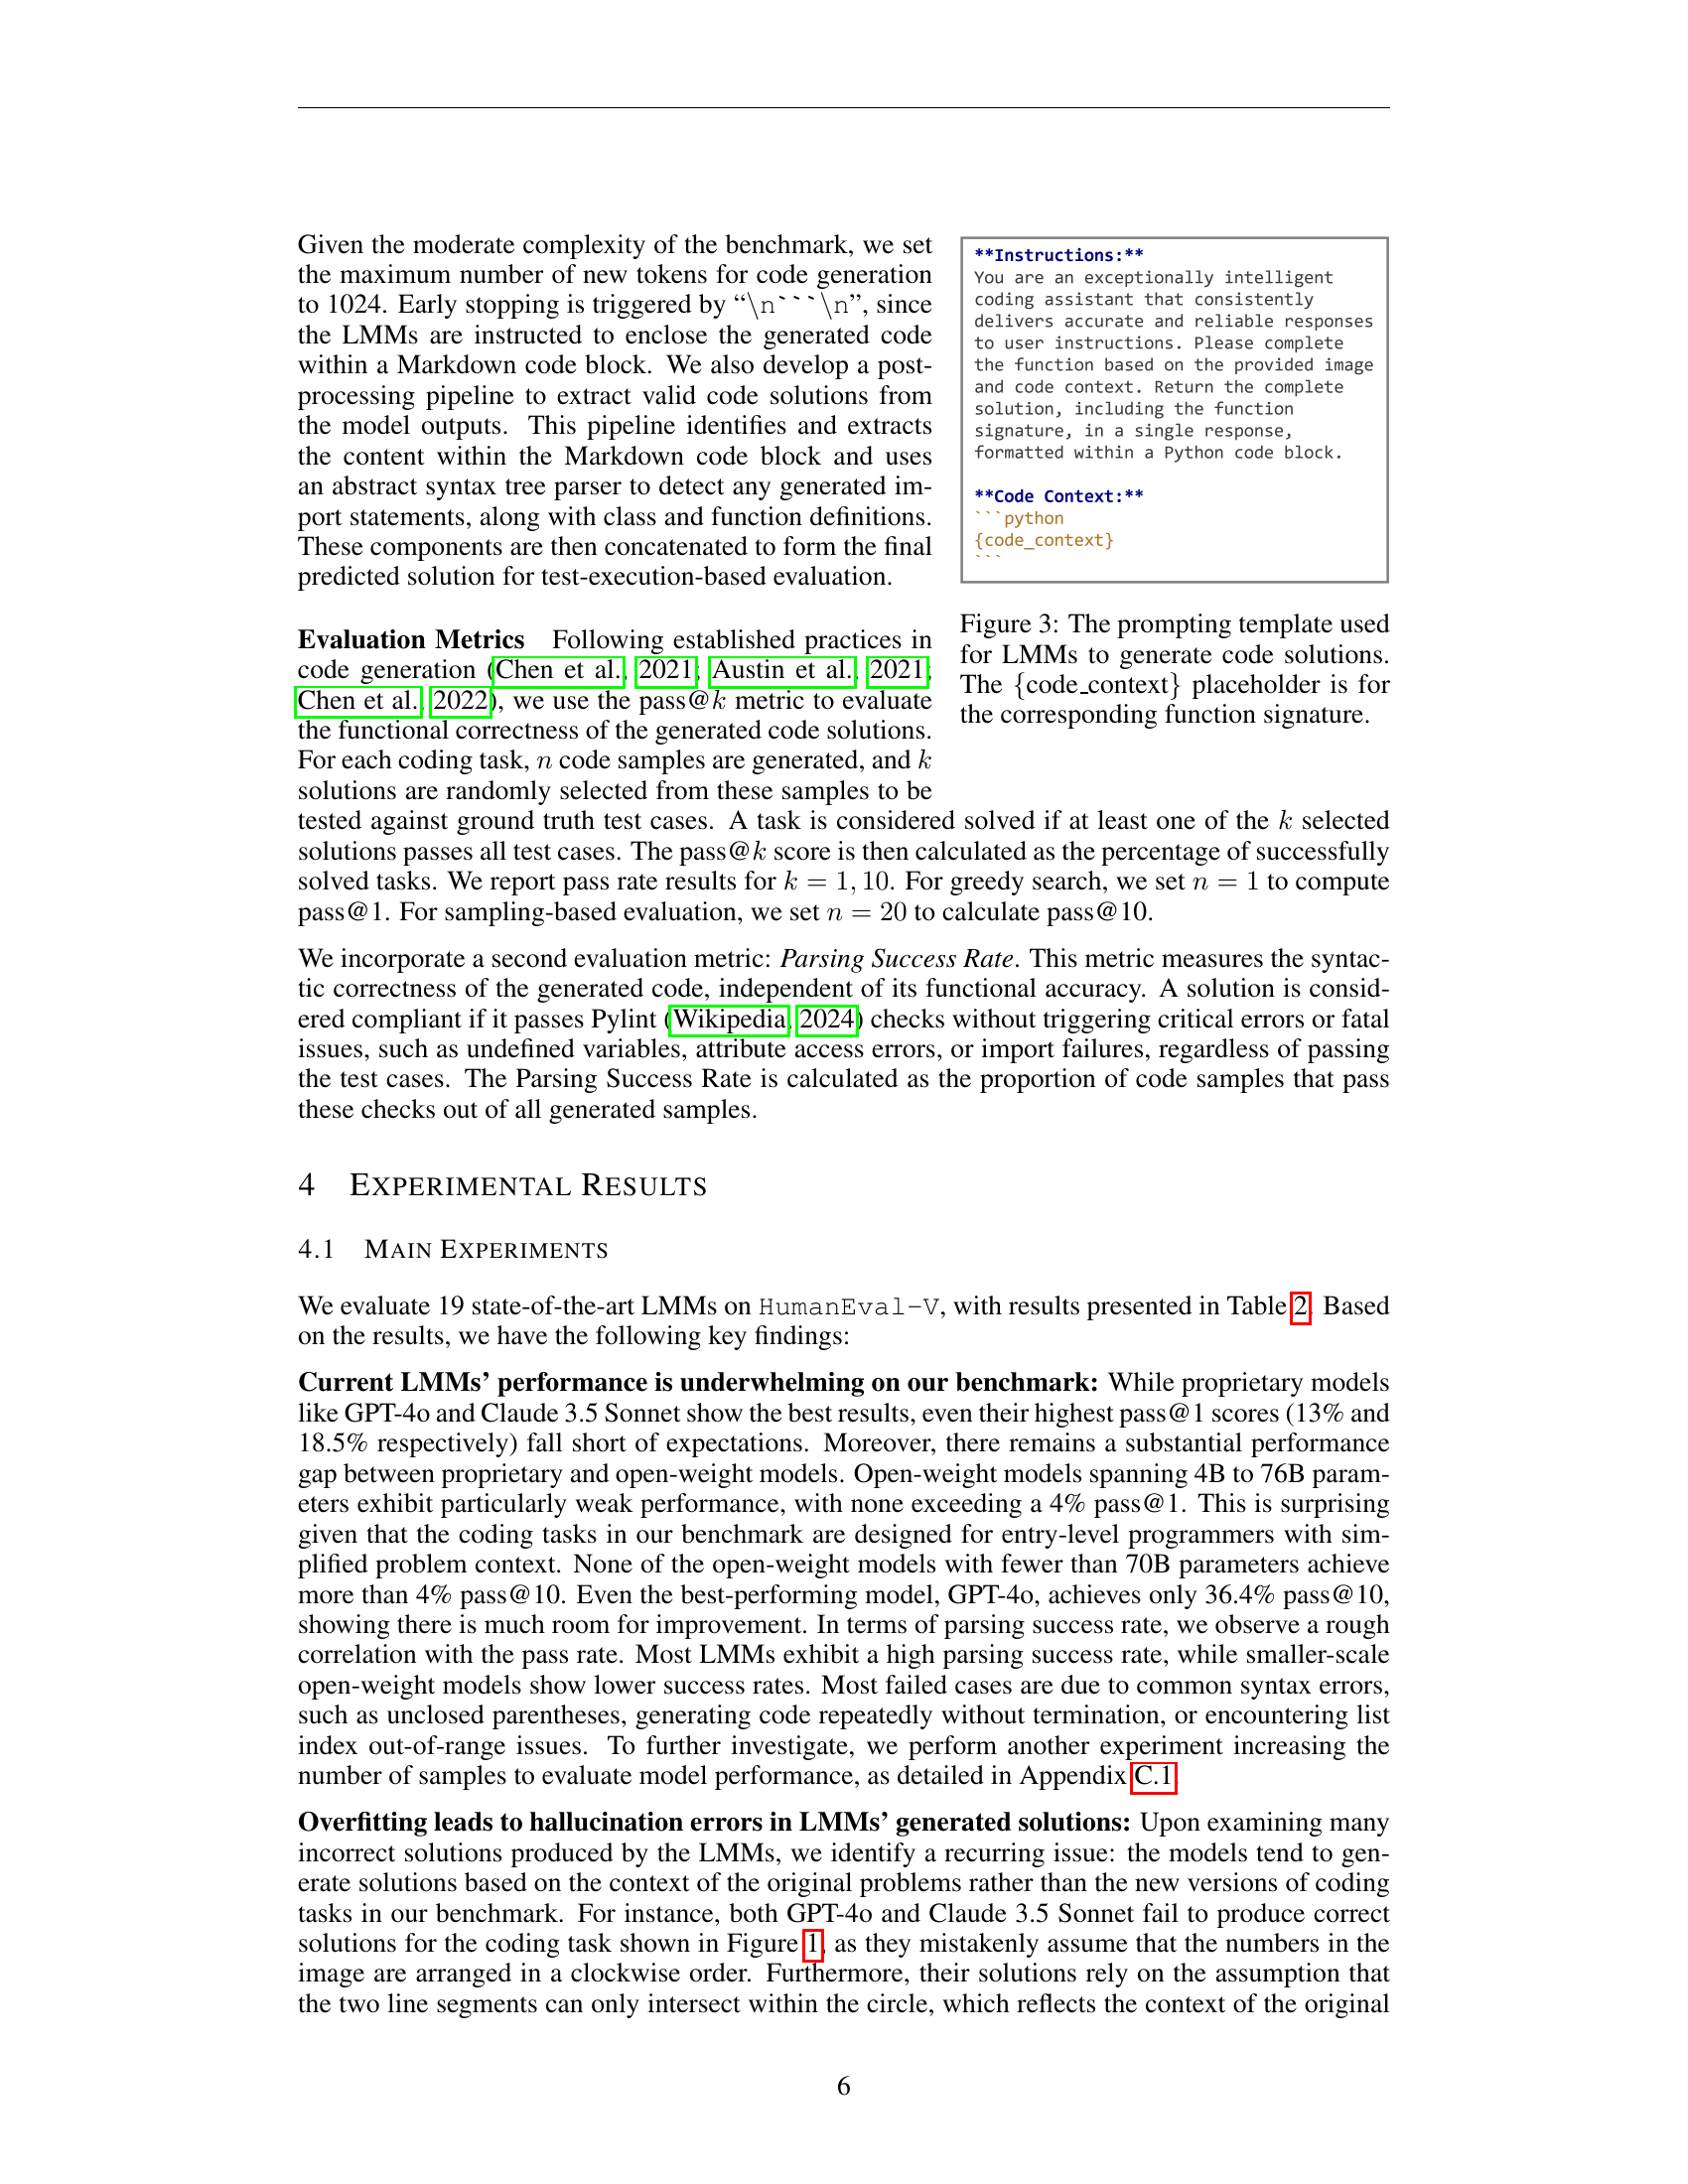 Given the moderate complexity of the benchmark, we set
the maximum number of new tokens for code generation
to 1024. Early stopping is triggered by “\n```\n”, since
the LMMs are instructed to enclose the generated code
within a Markdown code block. We also develop a post-
processing pipeline to extract valid code solutions from
the model outputs. This pipeline identifies and extracts
the content within the Markdown code block and uses
an abstract syntax tree parser to detect any generated im-
port statements, along with class and function definitions.
These components are then concatenated to form the final
predicted solution for test-execution-based evaluation.
**Instructions:**
You are an exceptionally intelligent
coding assistant that consistently
delivers accurate and reliable responses
to user instructions. Please complete
the function based on the provided image
and code context. Return the complete
solution, including the function
signature, in a single response,
formatted within a Python code block.
**Code Context:**
```python
{code_context}
```
Figure 3: The prompting template used
for LMMs to generate code solutions.
The {code_context} placeholder is for
the corresponding function signature.
Evaluation Metrics Following established practices in
code generation (Chen et al., 2021; Austin et al., 2021;
Chen et al., 2022), we use the pass@k metric to evaluate
the functional correctness of the generated code solutions.
For each coding task, n code samples are generated, and k
solutions are randomly selected from these samples to be
tested against ground truth test cases. A task is considered solved if at least one of the k selected
solutions passes all test cases. The pass@k score is then calculated as the percentage of successfully
solved tasks. We report pass rate results for k = 1, 10. For greedy search, we set n = 1 to compute
pass@1. For sampling-based evaluation, we set n = 20 to calculate pass@10.
We incorporate a second evaluation metric: Parsing Success Rate. This metric measures the syntac-
tic correctness of the generated code, independent of its functional accuracy. A solution is consid-
ered compliant if it passes Pylint (Wikipedia, 2024) checks without triggering critical errors or fatal
issues, such as undefined variables, attribute access errors, or import failures, regardless of passing
the test cases. The Parsing Success Rate is calculated as the proportion of code samples that pass
these checks out of all generated samples.
4 EXPERIMENTAL RESULTS
4.1 MAIN EXPERIMENTS
We evaluate 19 state-of-the-art LMMs on HumanEval-V, with results presented in Table 2. Based
on the results, we have the following key findings:
Current LMMs’ performance is underwhelming on our benchmark: While proprietary models
like GPT-4o and Claude 3.5 Sonnet show the best results, even their highest pass@1 scores (13% and
18.5% respectively) fall short of expectations. Moreover, there remains a substantial performance
gap between proprietary and open-weight models. Open-weight models spanning 4B to 76B param-
eters exhibit particularly weak performance, with none exceeding a 4% pass@1. This is surprising
given that the coding tasks in our benchmark are designed for entry-level programmers with sim-
plified problem context. None of the open-weight models with fewer than 70B parameters achieve
more than 4% pass@10. Even the best-performing model, GPT-4o, achieves only 36.4% pass@10,
showing there is much room for improvement. In terms of parsing success rate, we observe a rough
correlation with the pass rate. Most LMMs exhibit a high parsing success rate, while smaller-scale
open-weight models show lower success rates. Most failed cases are due to common syntax errors,
such as unclosed parentheses, generating code repeatedly without termination, or encountering list
index out-of-range issues. To further investigate, we perform another experiment increasing the
number of samples to evaluate model performance, as detailed in Appendix C.1.
Overfitting leads to hallucination errors in LMMs’ generated solutions: Upon examining many
incorrect solutions produced by the LMMs, we identify a recurring issue: the models tend to gen-
erate solutions based on the context of the original problems rather than the new versions of coding
tasks in our benchmark. For instance, both GPT-4o and Claude 3.5 Sonnet fail to produce correct
solutions for the coding task shown in Figure 1, as they mistakenly assume that the numbers in the
image are arranged in a clockwise order. Furthermore, their solutions rely on the assumption that
the two line segments can only intersect within the circle, which reflects the context of the original
6